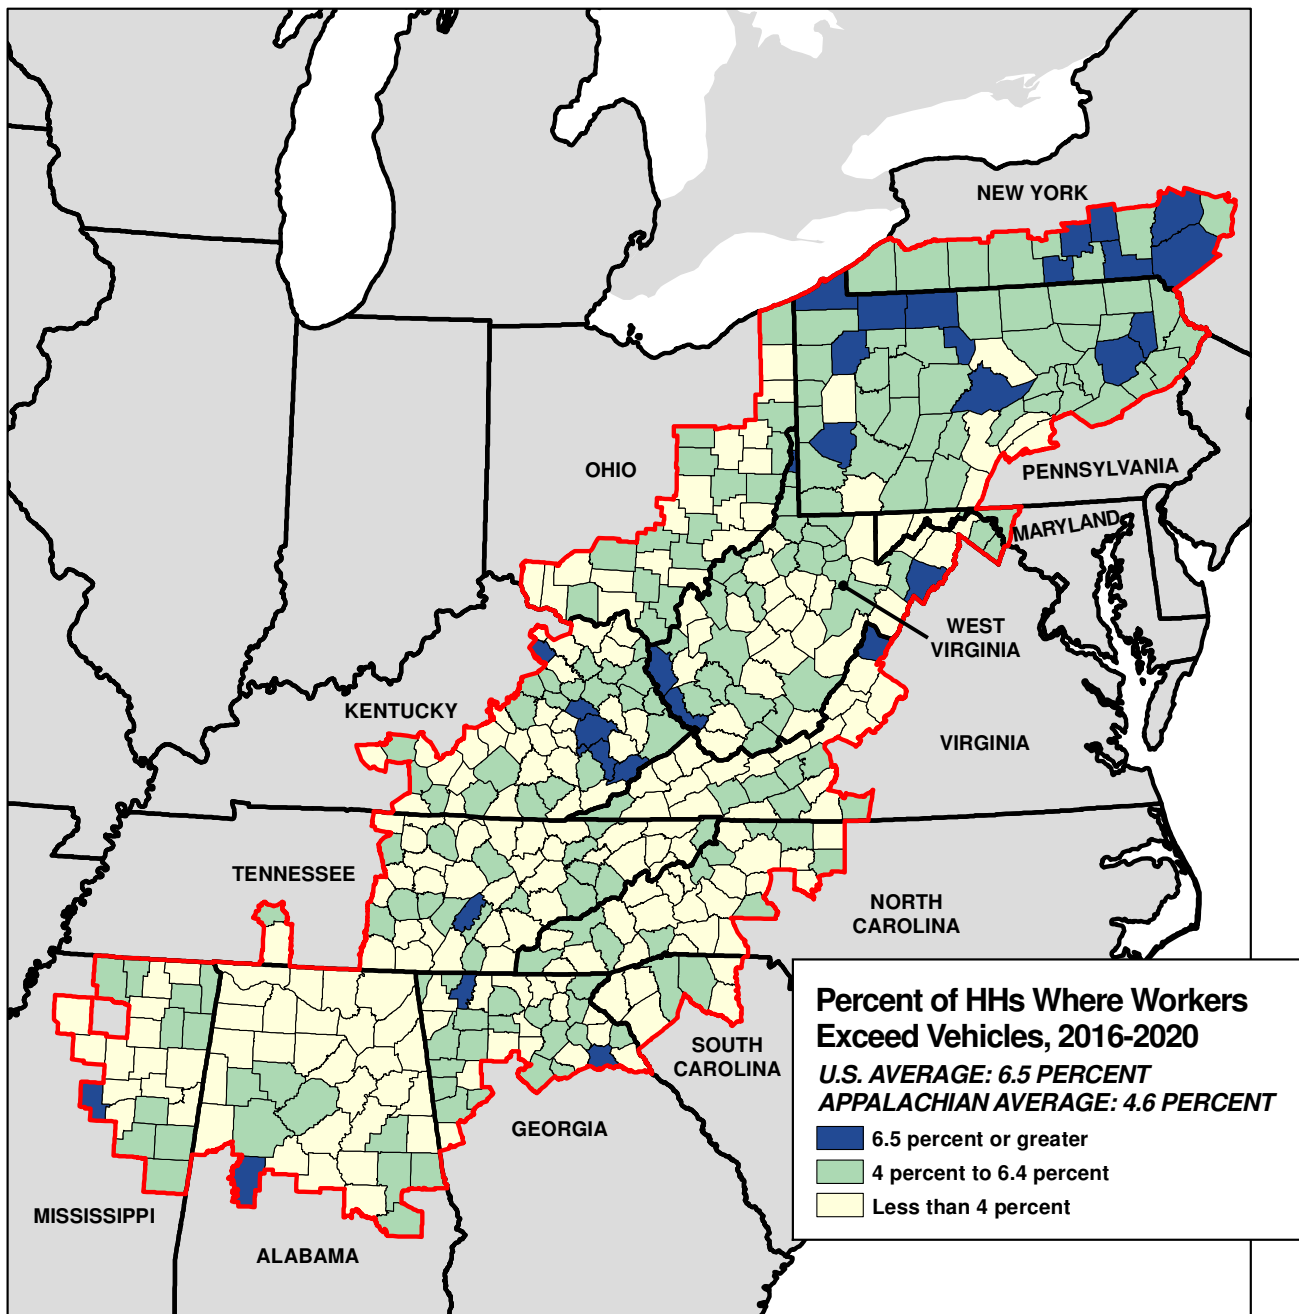 NEW YORK
OHIO
PENNSYLVANIA
MARYLAND
WEST
VIRGINIA
KENTUCKY
VIRGINIA
TENNESSEE
NORTH
CAROLINA
SOUTH
CAROLINA
GEORGIA
MISSISSIPPI
ALABAMA
Percent of HHs Where Workers
Exceed Vehicles, 2016-2020
U.S. AVERAGE: 6.5 PERCENT
APPALACHIAN AVERAGE: 4.6 PERCENT
6.5 percent or greater
4 percent to 6.4 percent
Less than 4 percent